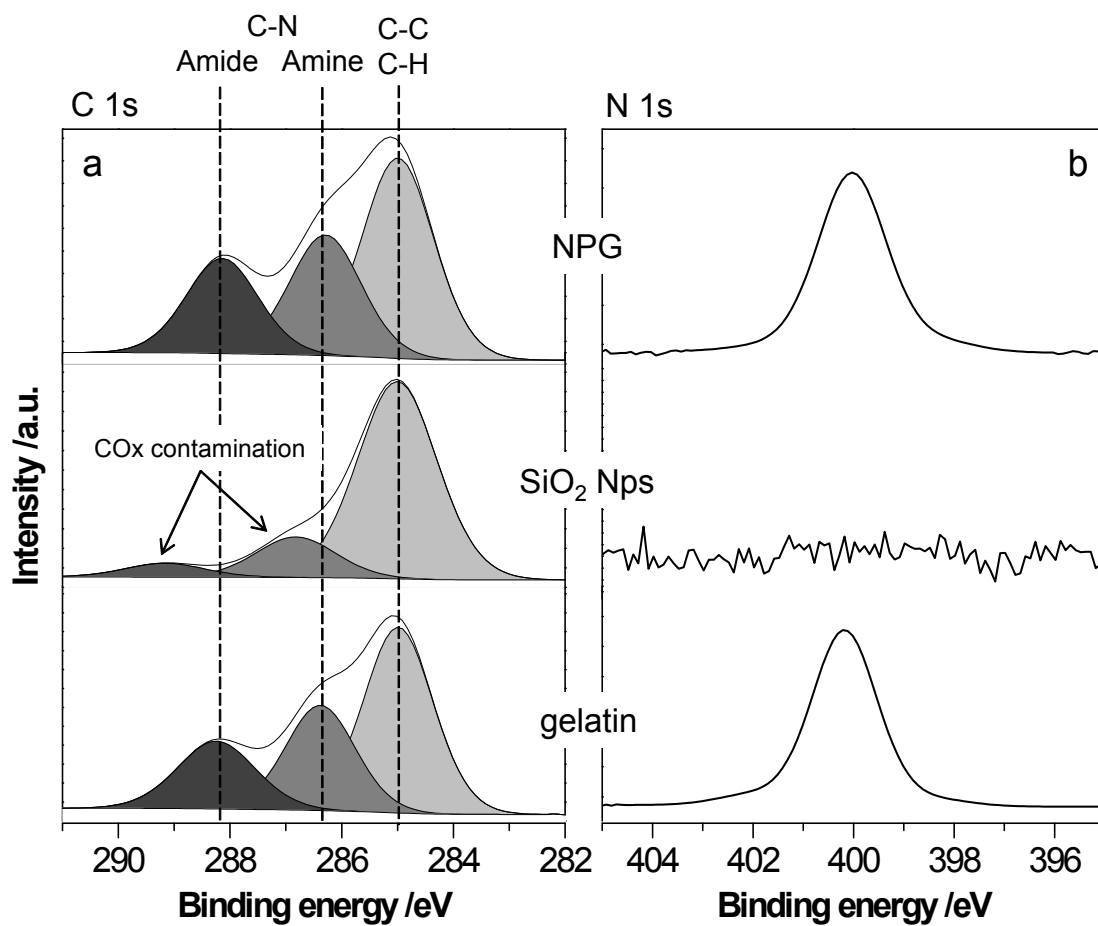 C-N
C-C
Amide
Amine
C-H
C 1s
N 1s
a
b
NPG
COx contamination
SiO₂ Nps
gelatin
Intensity /a.u.
290 288 286 284 282
404 402 400 398 396
Binding energy /eV
Binding energy /eV